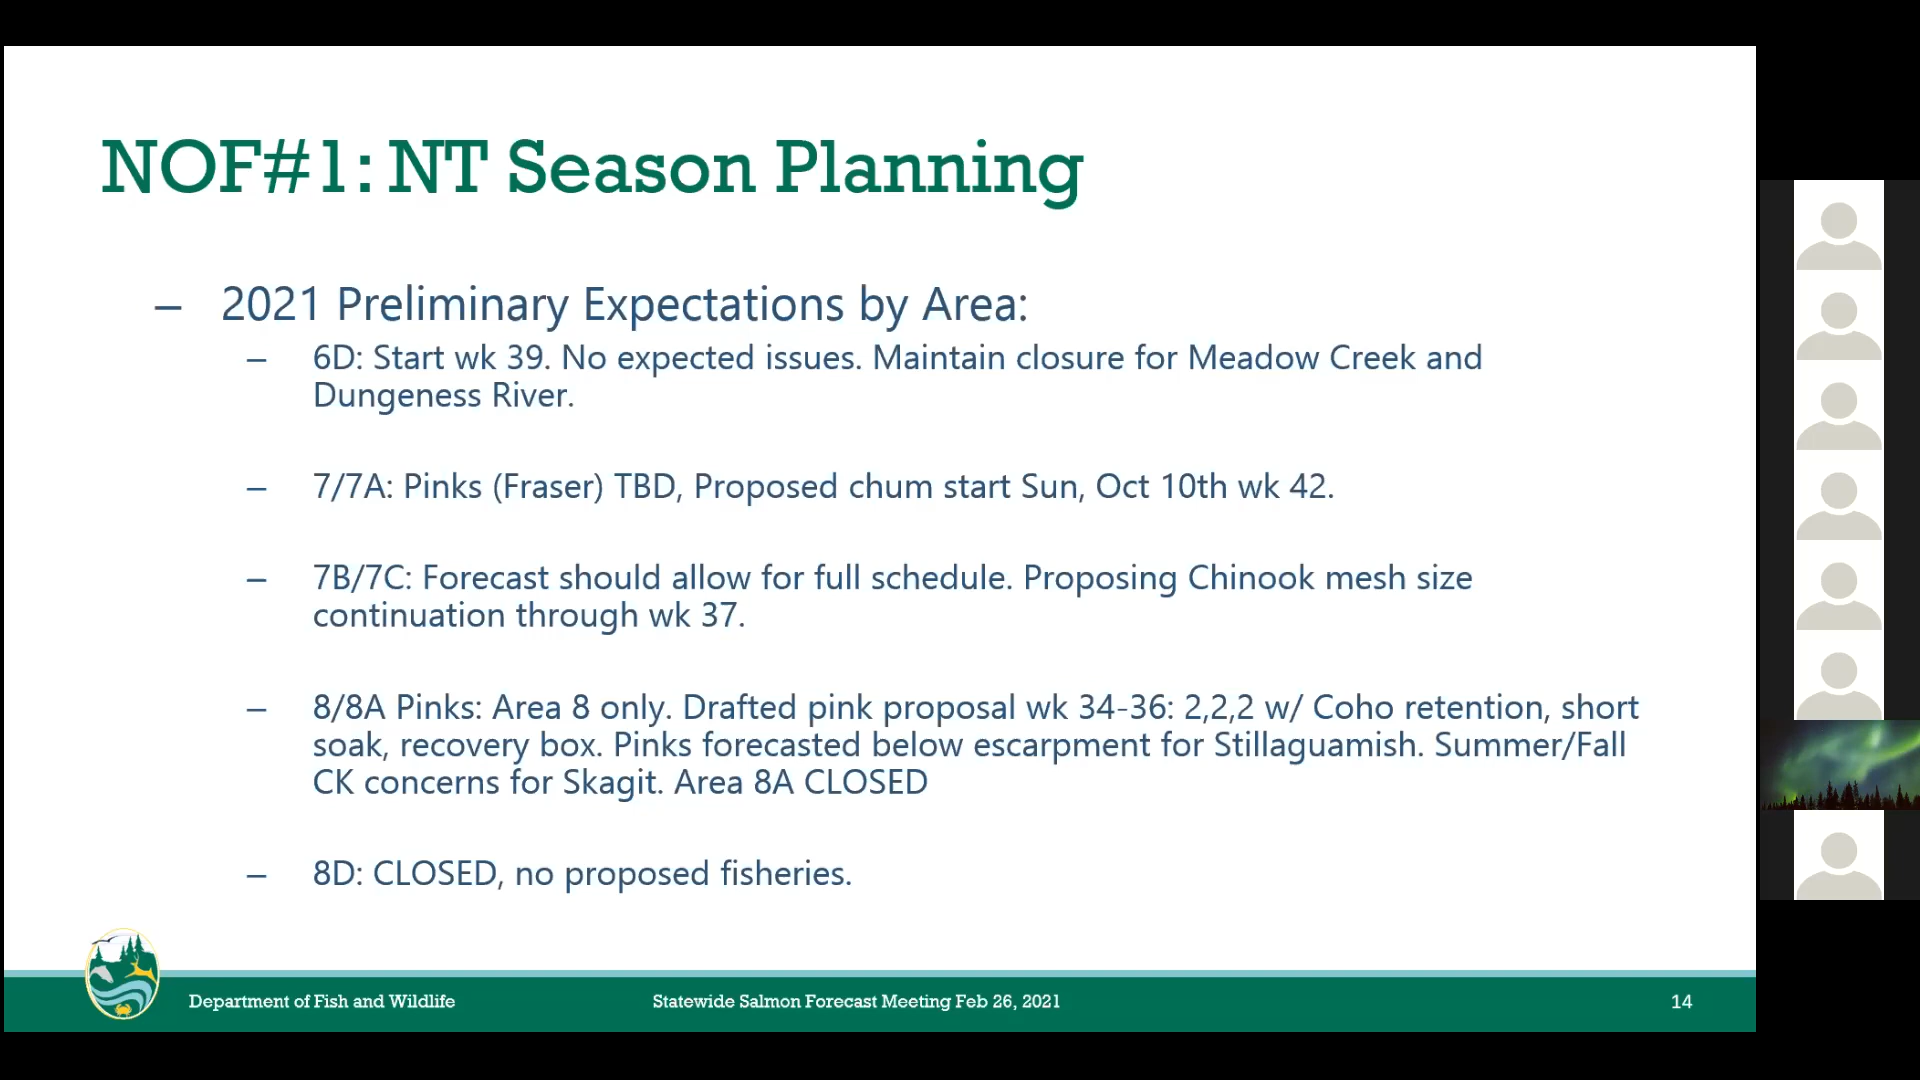 NOF#1: NT Season Planning
– 2021 Preliminary Expectations by Area:
– 6D: Start wk 39. No expected issues. Maintain closure for Meadow Creek and
Dungeness River.
– 7/7A: Pinks (Fraser) TBD, Proposed chum start Sun, Oct 10th wk 42.
– 7B/7C: Forecast should allow for full schedule. Proposing Chinook mesh size
continuation through wk 37.
– 8/8A Pinks: Area 8 only. Drafted pink proposal wk 34-36: 2,2,2 w/ Coho retention, short
soak, recovery box. Pinks forecasted below escarpment for Stillaguamish. Summer/Fall
CK concerns for Skagit. Area 8A CLOSED
– 8D: CLOSED, no proposed fisheries.
Department of Fish and Wildlife
Statewide Salmon Forecast Meeting Feb 26, 2021
14